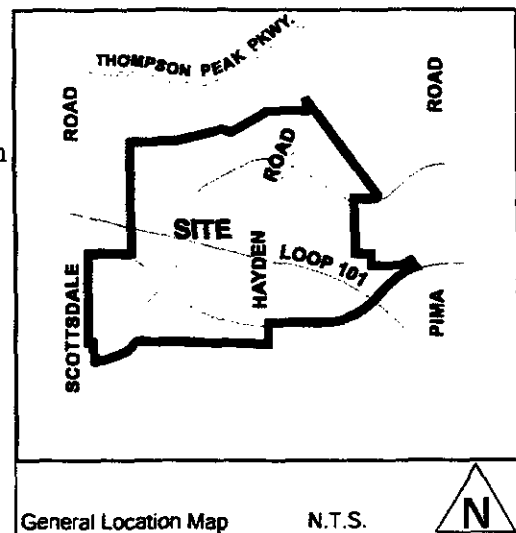 THOMPSON PEAK PKWY.
ROAD
ROAD
n
ROAD
SITE
HAYDEN
LOOP 101
SCOTTSDALE
PIMA
General Location Map N.T.S.
N